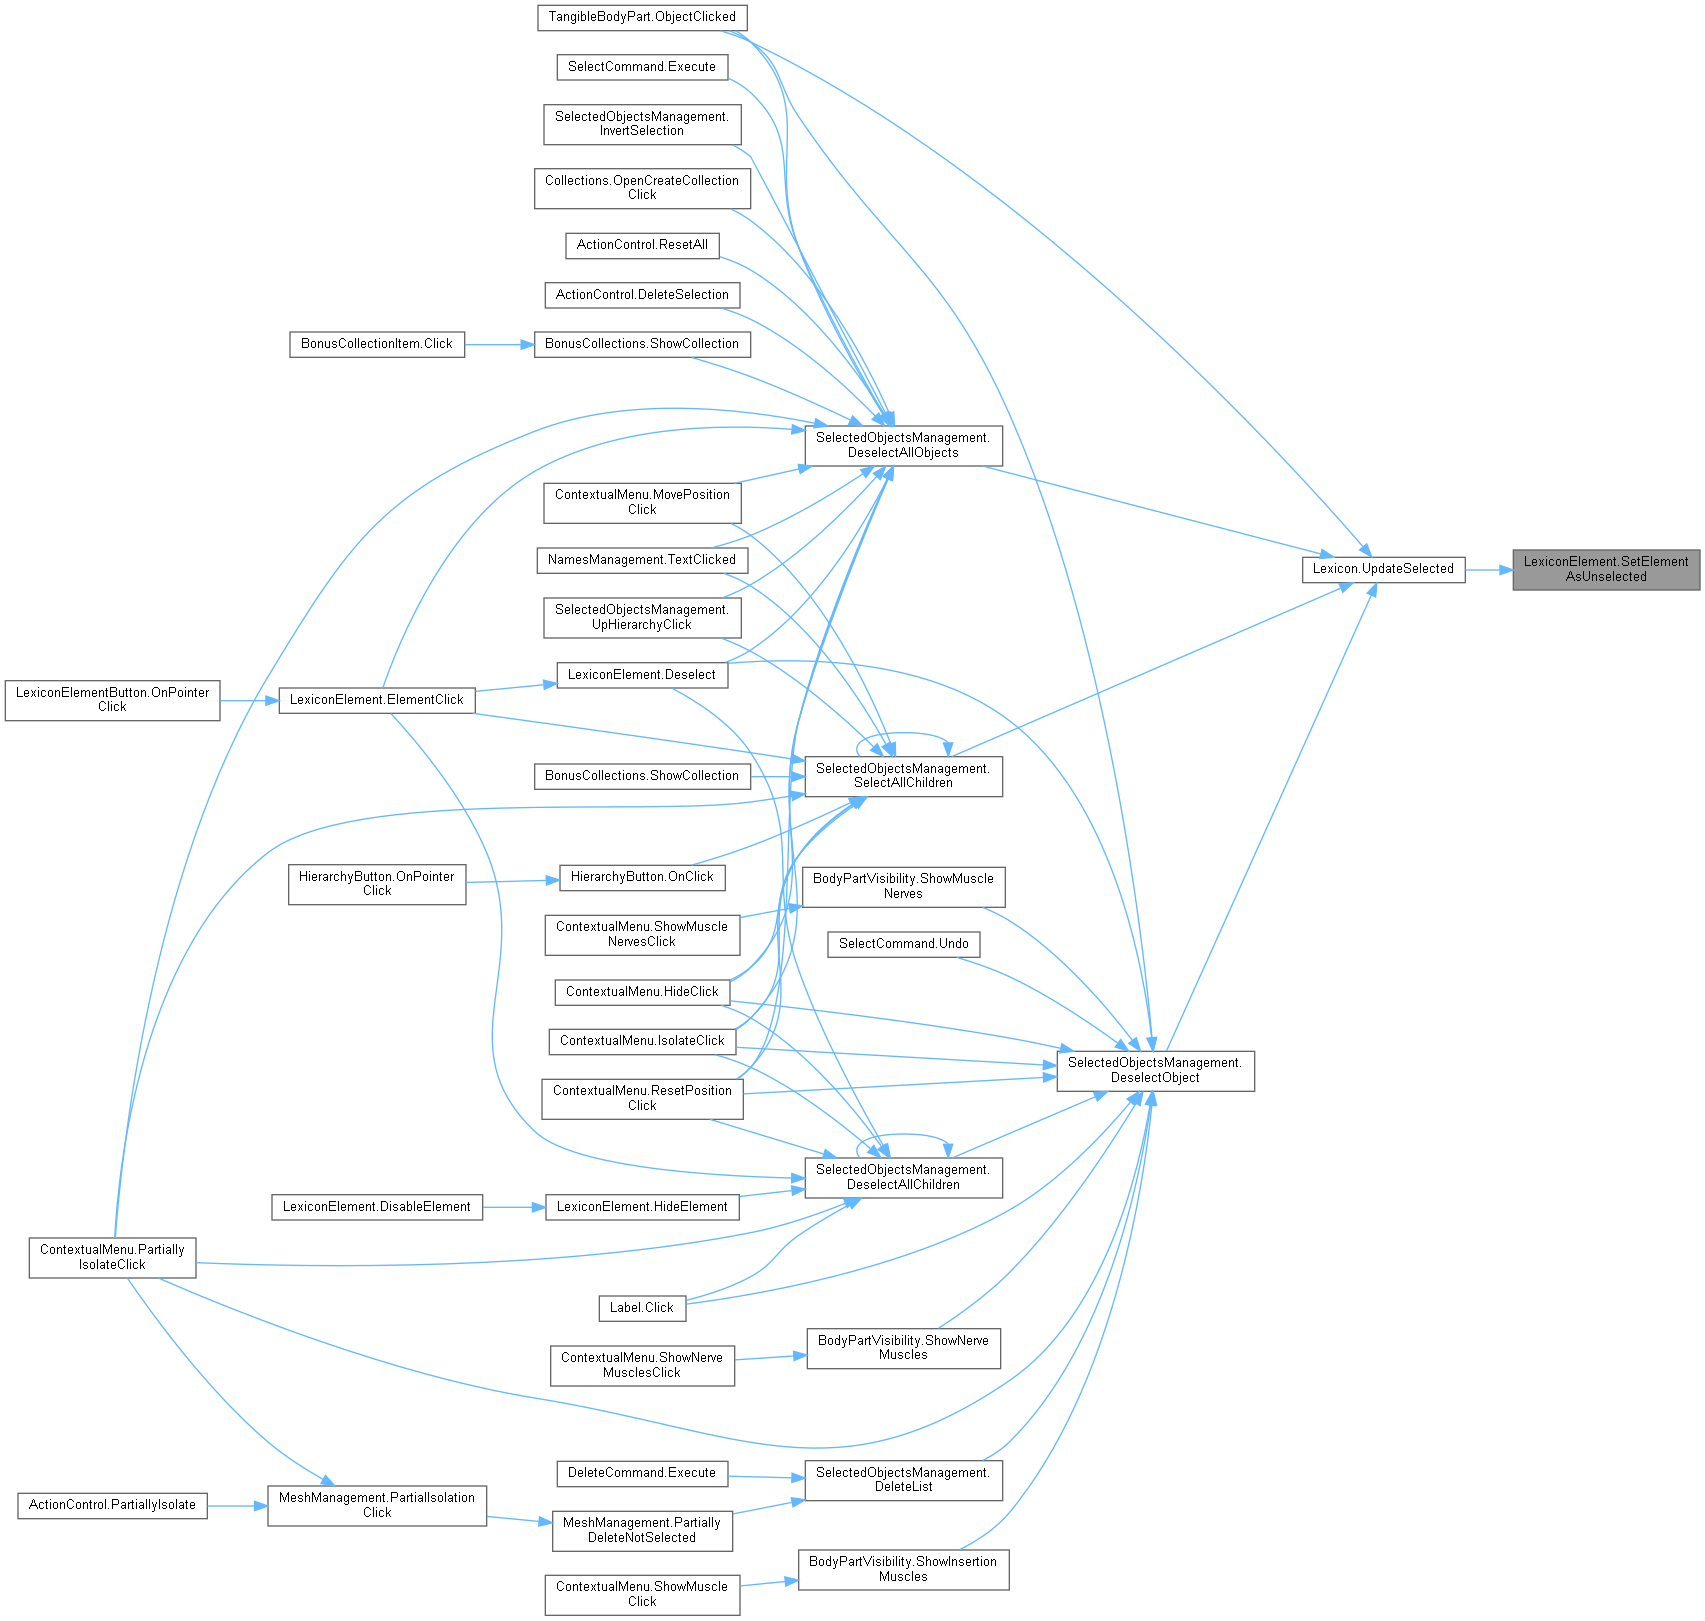 TangibleBodyPart.ObjectClicked
SelectCommand.Execute
SelectedObjectsManagement.
InvertSelection
Collections.OpenCreateCollection
Click
ActionControl.ResetAll
ActionControl.DeleteSelection
BonusCollectionItem.Click
BonusCollections.ShowCollection
SelectedObjectsManagement.
DeselectAllObjects
ContextualMenu.MovePosition
Click
NamesManagement.TextClicked
Lexicon.UpdateSelected
LexiconElement.SetElement
AsUnselected
SelectedObjectsManagement.
UpHierarchyClick
LexiconElement.Deselect
LexiconElementButton.OnPointer
Click
LexiconElement.ElementClick
BonusCollections.ShowCollection
SelectedObjectsManagement.
SelectAllChildren
HierarchyButton.OnPointer
Click
HierarchyButton.OnClick
BodyPartVisibility.ShowMuscle
Nerves
ContextualMenu.ShowMuscle
NervesClick
SelectCommand.Undo
ContextualMenu.HideClick
ContextualMenu.IsolateClick
SelectedObjectsManagement.
DeselectObject
ContextualMenu.ResetPosition
Click
SelectedObjectsManagement.
DeselectAllChildren
LexiconElement.DisableElement
LexiconElement.HideElement
ContextualMenu.Partially
IsolateClick
Label.Click
BodyPartVisibility.ShowNerve
Muscles
ContextualMenu.ShowNerve
MusclesClick
DeleteCommand.Execute
SelectedObjectsManagement.
DeleteList
ActionControl.PartiallyIsolate
MeshManagement.PartialIsolation
Click
MeshManagement.Partially
DeleteNotSelected
BodyPartVisibility.ShowInsertion
Muscles
ContextualMenu.ShowMuscle
Click